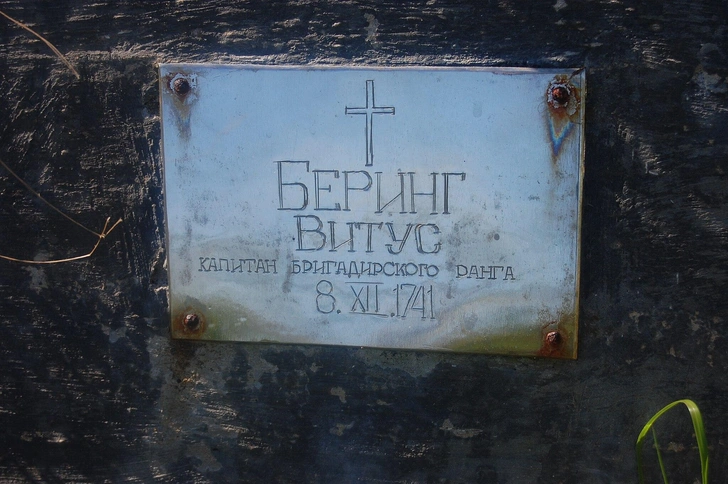 БЕРИНГ
ВИТУС
КАПИТАН БРИГАДИРСКОГО РАНГА
8.XII.1741